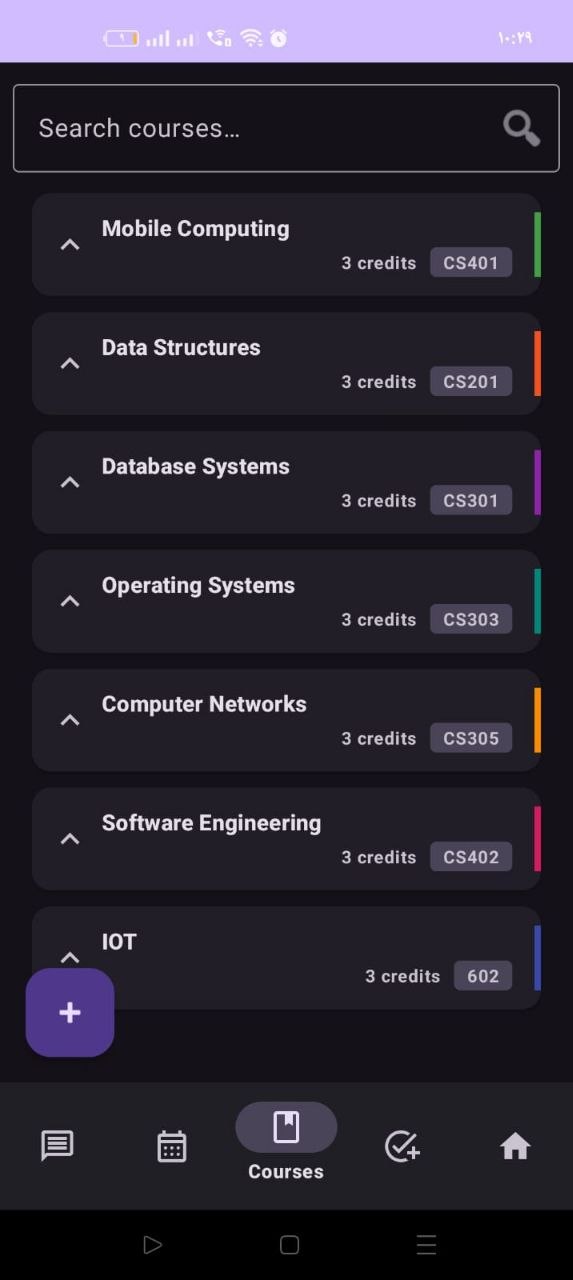 ٩
١٠:٢٩
Search courses...
Mobile Computing
3 credits CS401
Data Structures
3 credits CS201
Database Systems
3 credits CS301
Operating Systems
3 credits CS303
Computer Networks
3 credits CS305
Software Engineering
3 credits CS402
IOT
3 credits 602
+
Courses